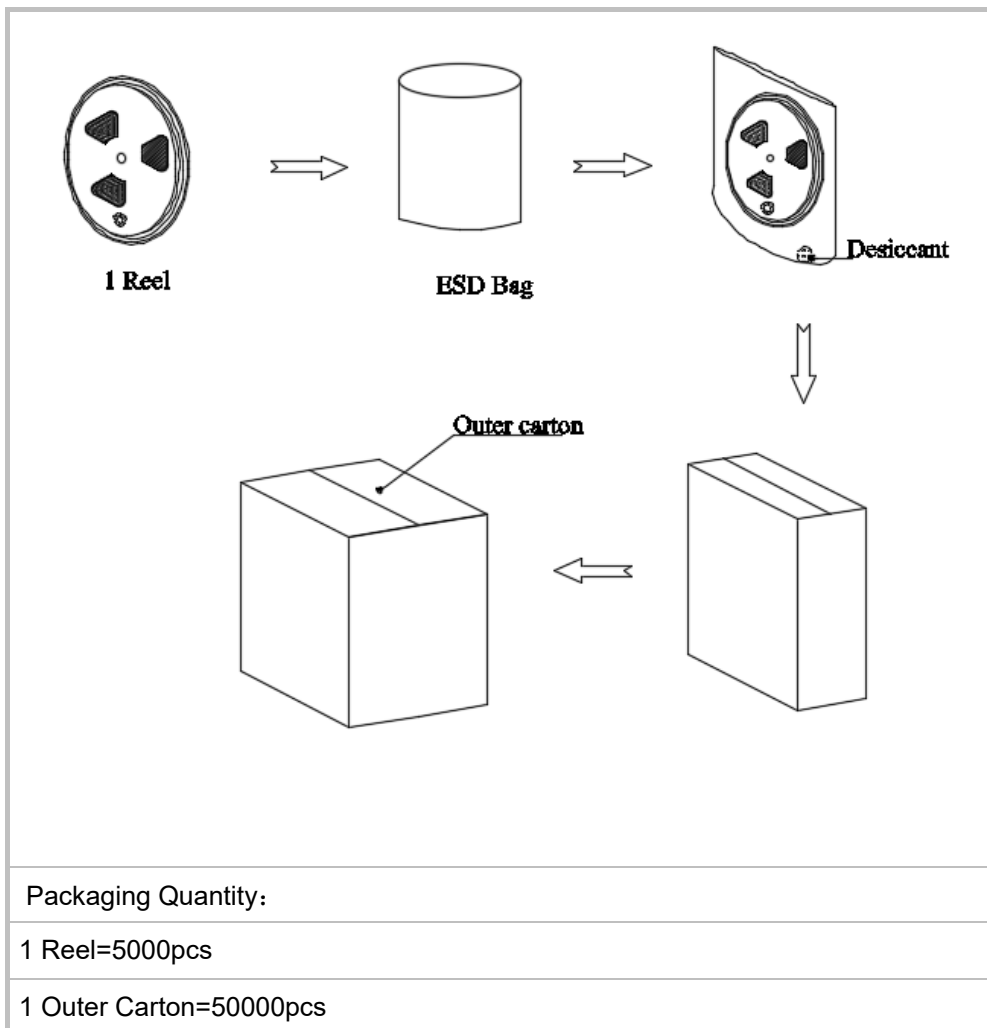 1 Reel
ESD Bag
Desiccant
Outer carton
Packaging Quantity：
1 Reel=5000pcs
1 Outer Carton=50000pcs